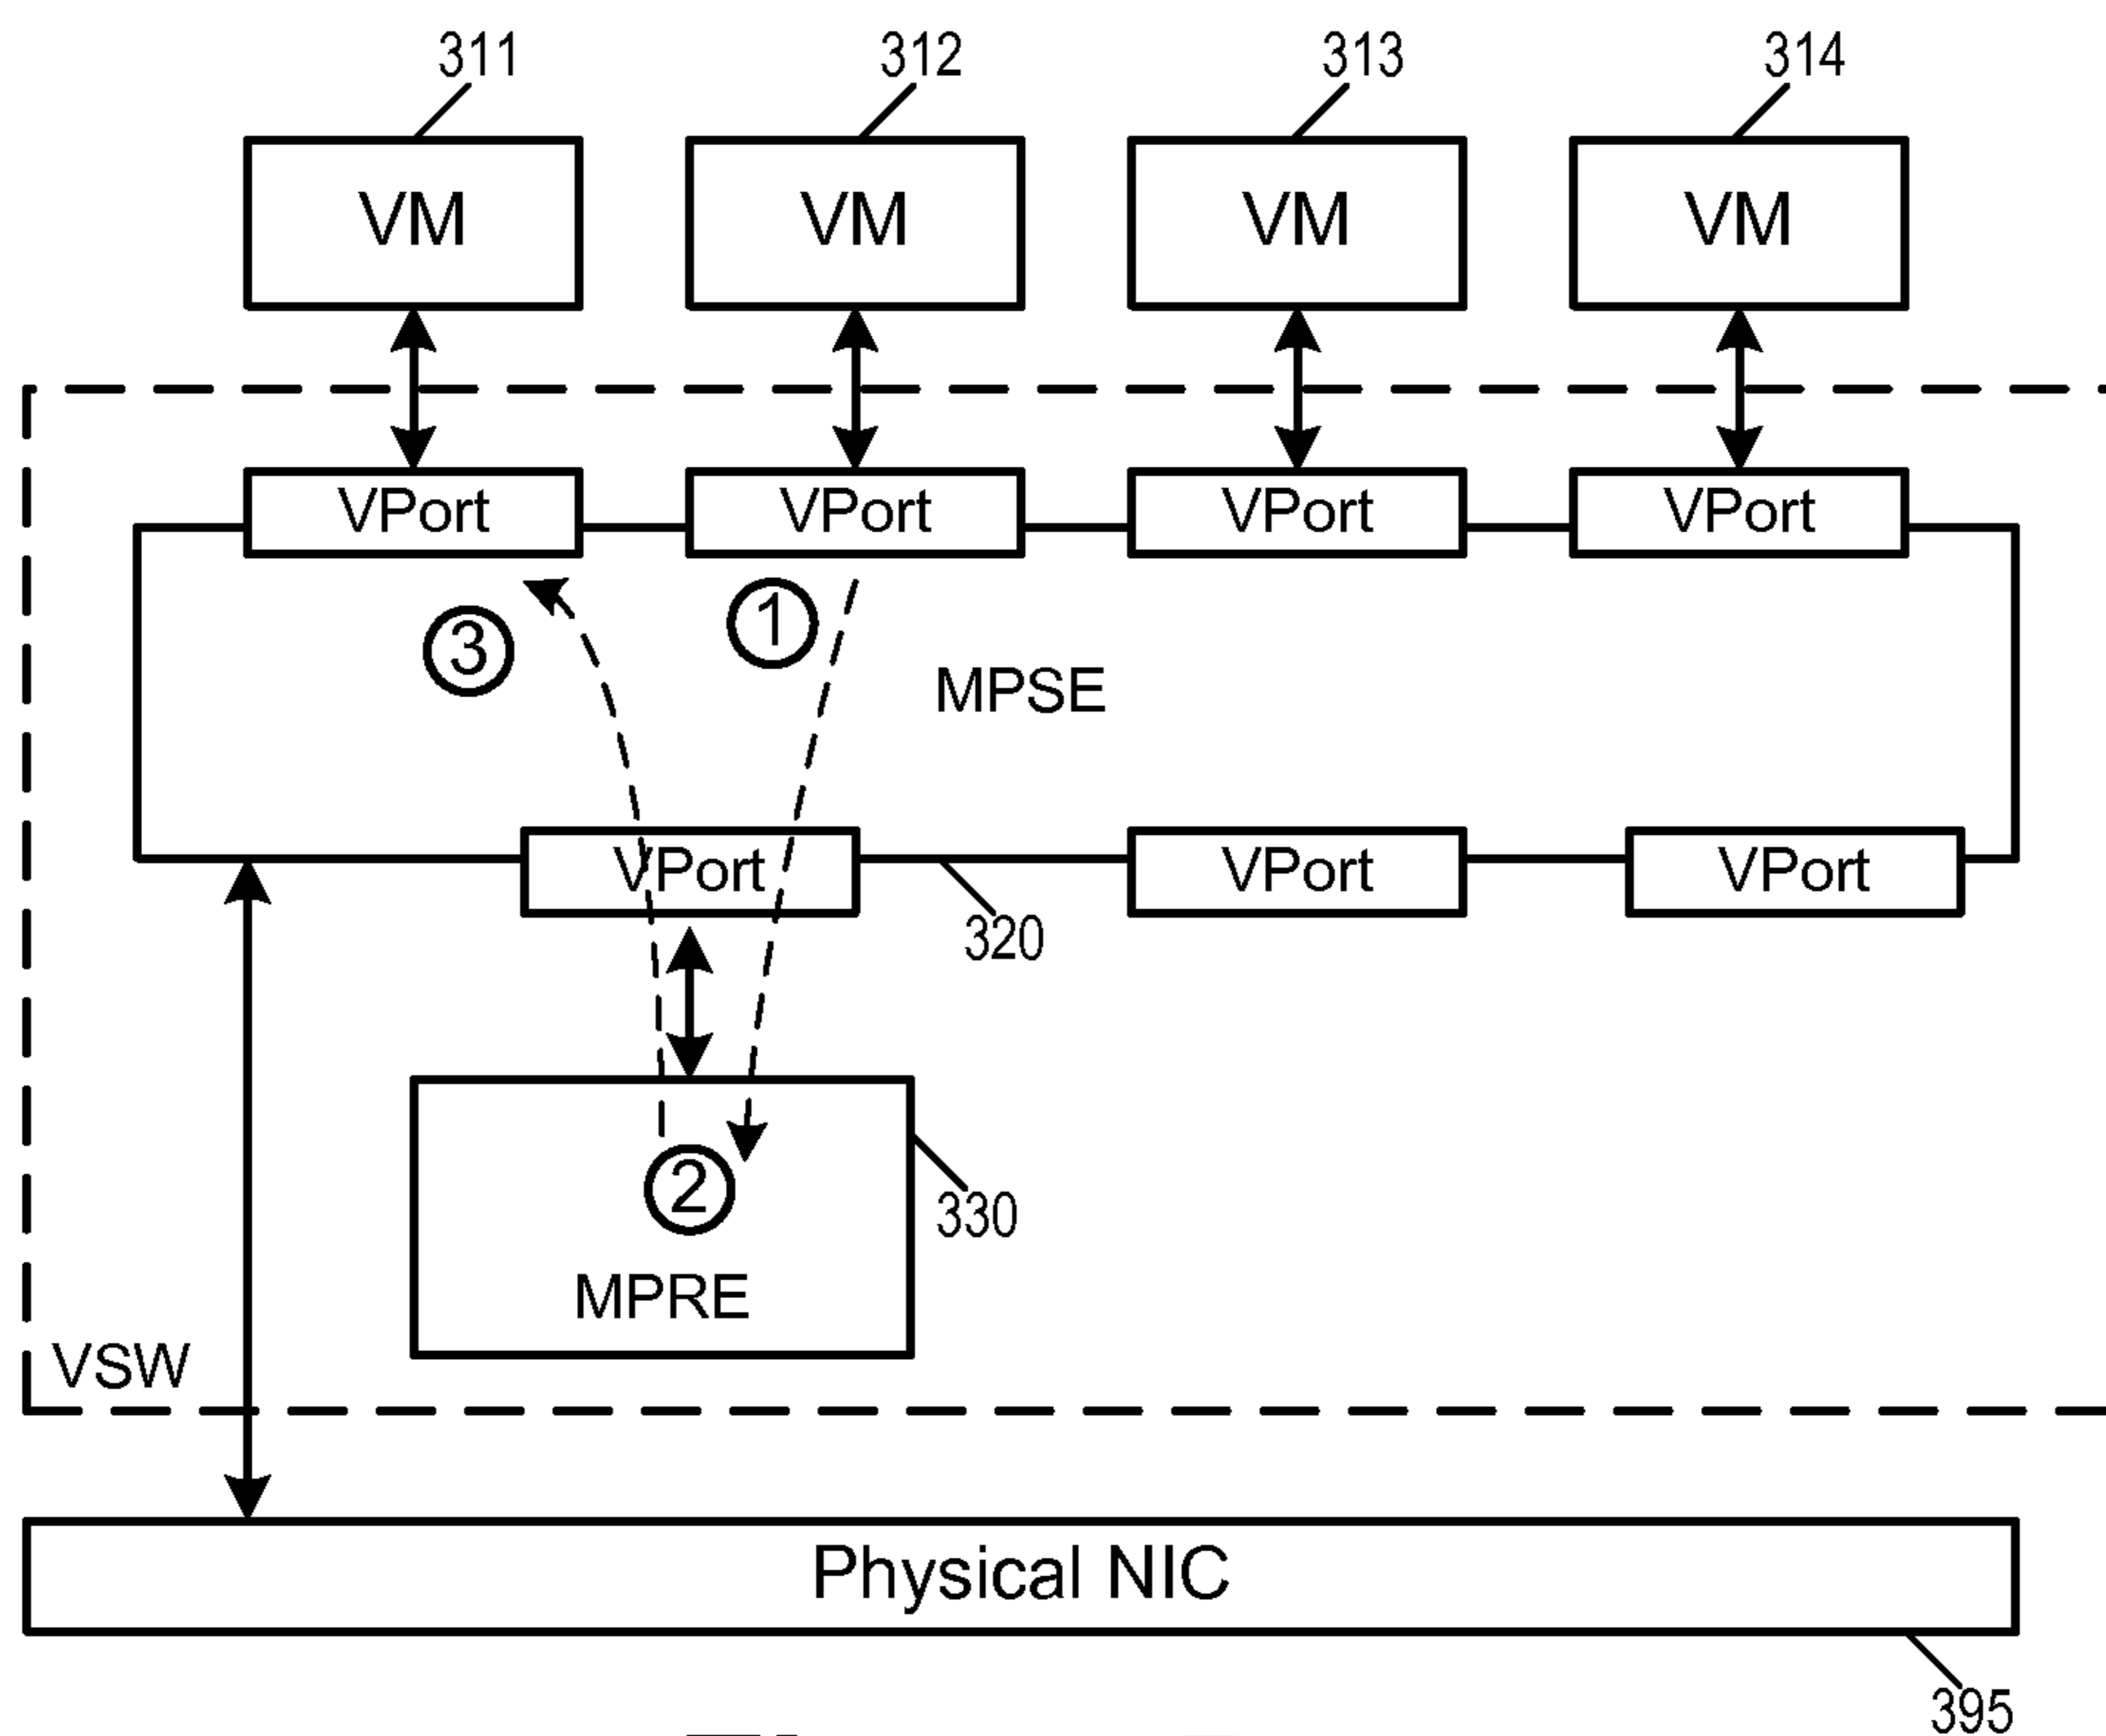 311 312 313 314
VM VM VM VM
VPort VPort VPort VPort
1
3
MPSE
VPort VPort VPort
320
2
330
MPRE
VSW
Physical NIC
395